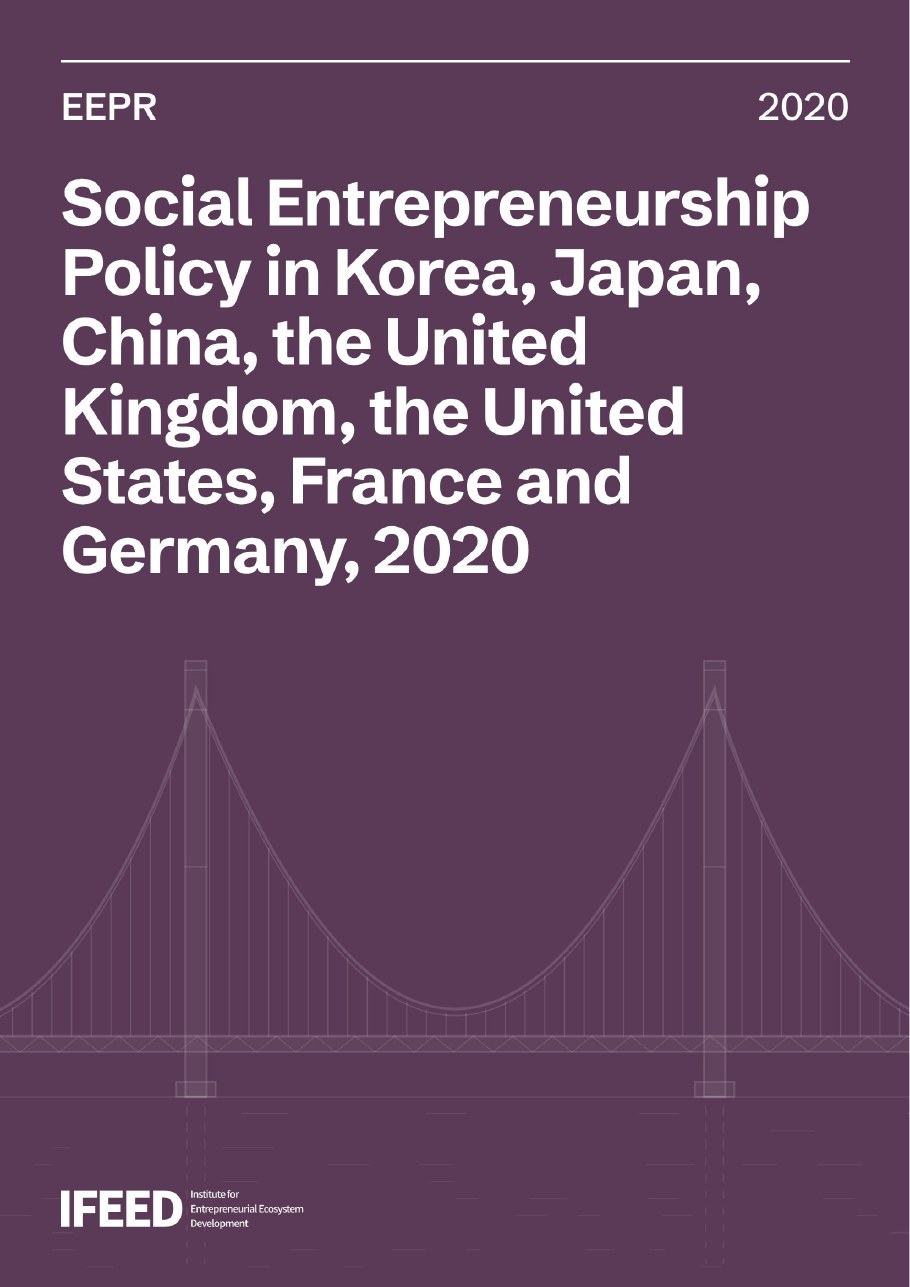 EEPR
2020
Social Entrepreneurship
Policy in Korea, Japan,
China, the United
Kingdom, the United
States, France and
Germany, 2020
IFEED
Institute for
Entrepreneurial Ecosystem
Development